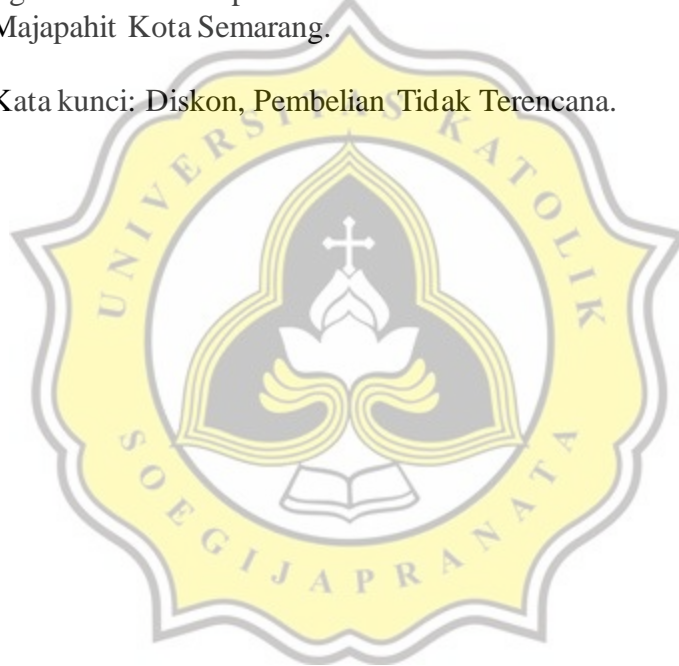 Majapahit Kota Semarang.
Kata kunci: Diskon, Pembelian Tidak Terencana.
UNIVERSITAS KATOLIK
SOEGIJAPRANATA